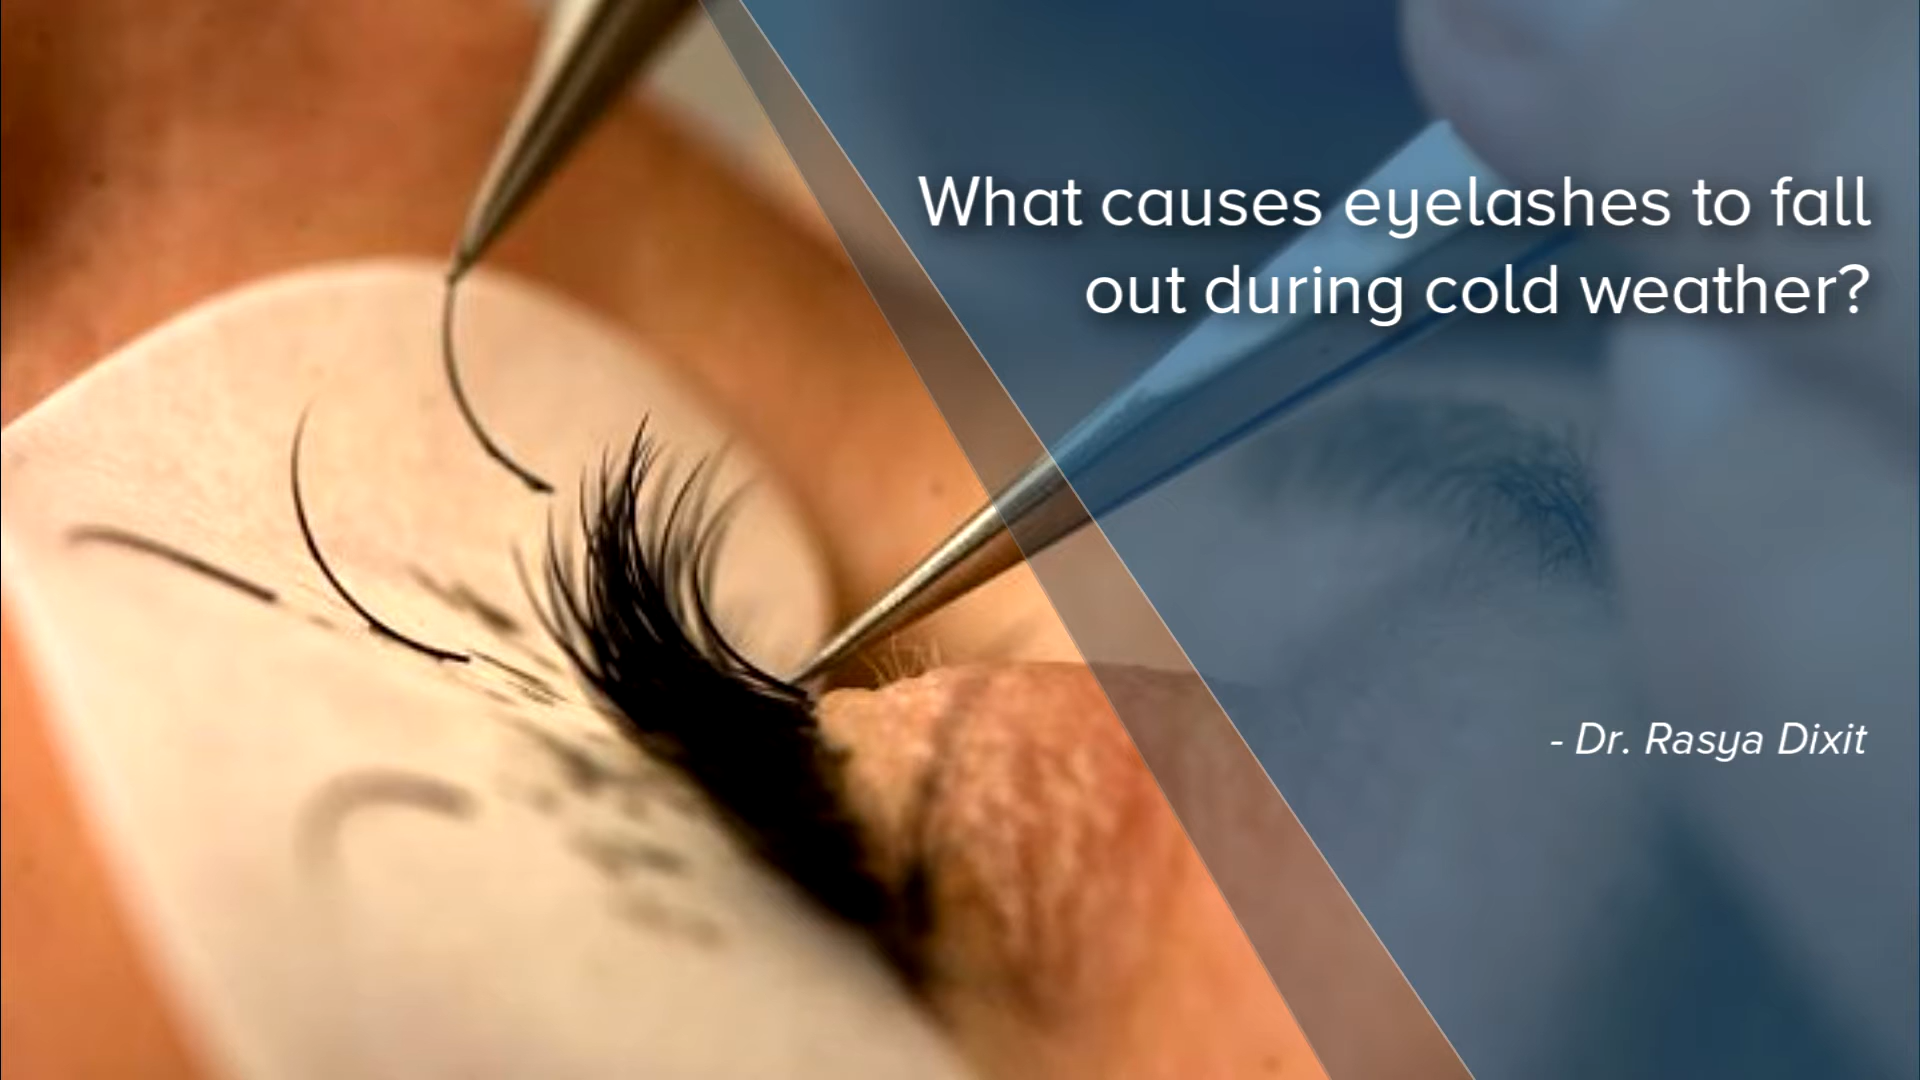 What causes eyelashes to fall
out during cold weather?
- Dr. Rasya Dixit